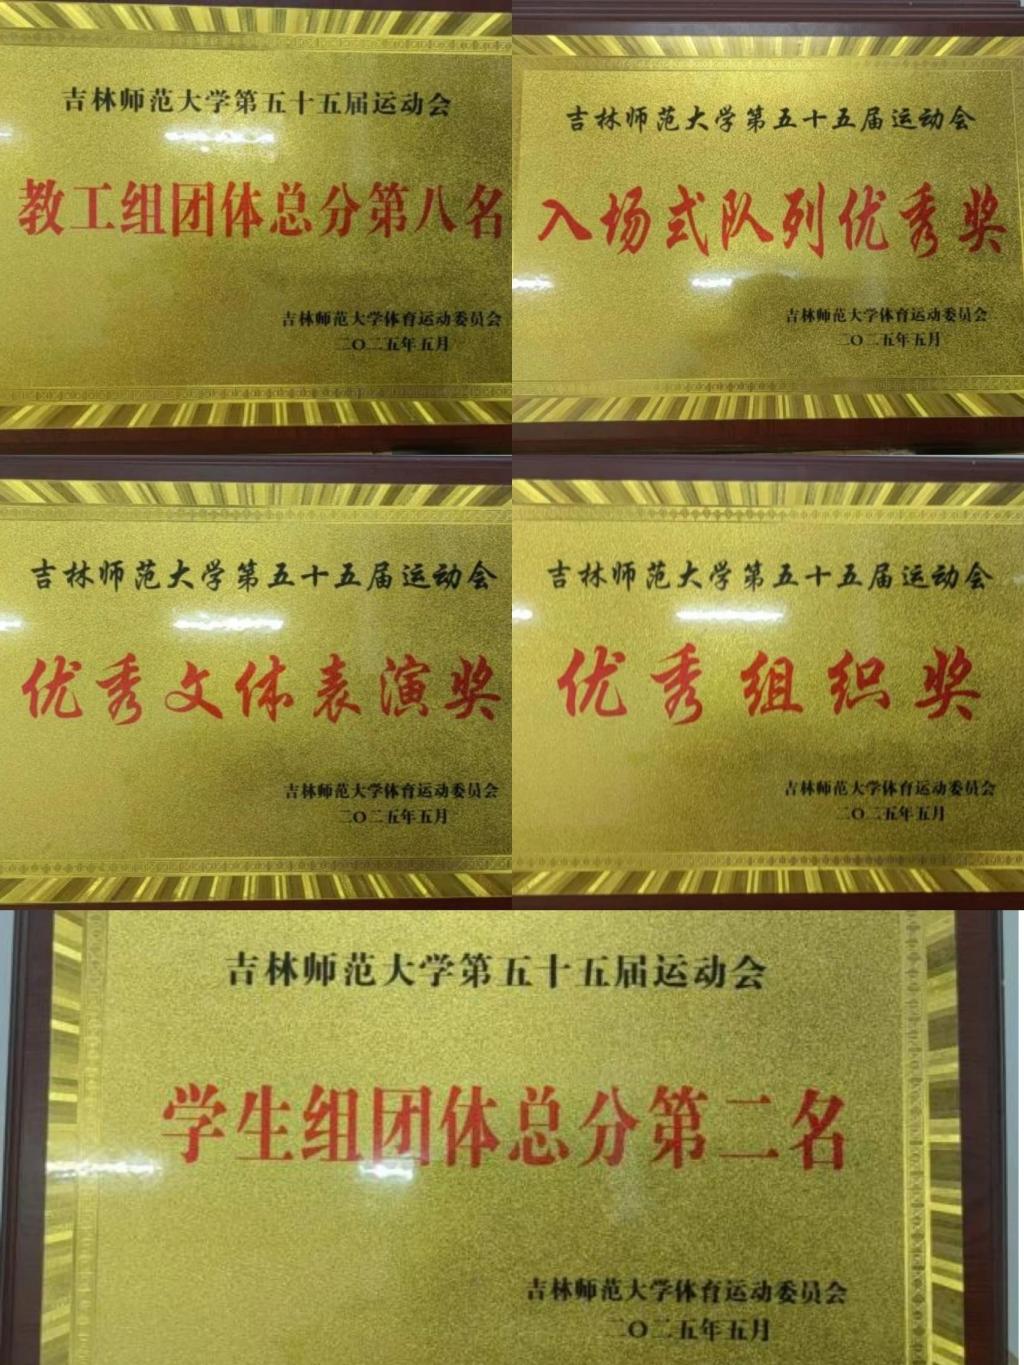 吉林师范大学第五十五届运动会
教工组团体总分第八名
吉林师范大学体育运动委员会
二〇二五年五月
吉林师范大学第五十五届运动会
入场式队列优秀奖
吉林师范大学体育运动委员会
二〇二五年五月
吉林师范大学第五十五届运动会
优秀文体表演奖
吉林师范大学体育运动委员会
二〇二五年五月
吉林师范大学第五十五届运动会
优秀组织奖
吉林师范大学体育运动委员会
二〇二五年五月
吉林师范大学第五十五届运动会
学生组团体总分第二名
吉林师范大学体育运动委员会
二〇二五年五月